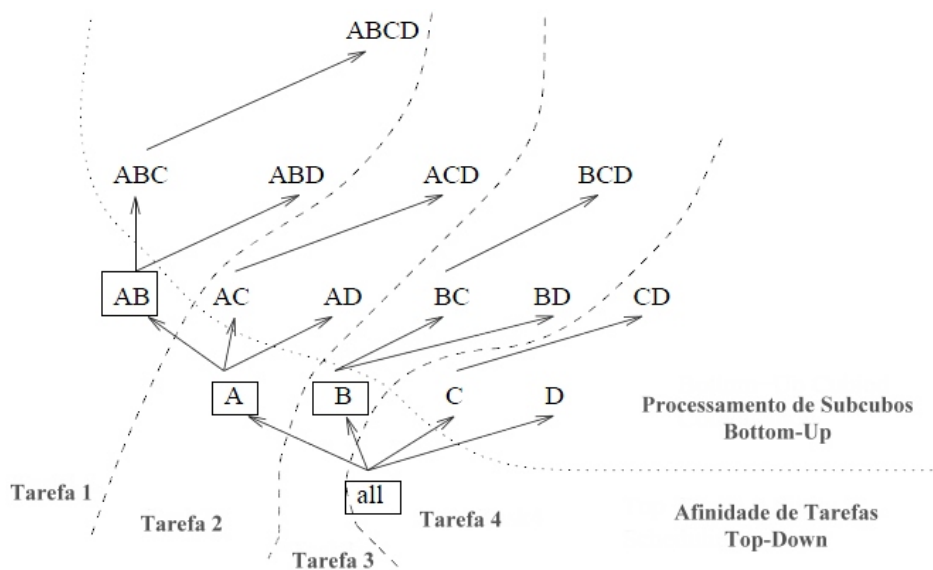 ABCD
ABC ABD ACD BCD
AB AC AD BC BD CD
A B C D
Processamento de Subcubos
Bottom-Up
Tarefa 1
all
Tarefa 2
Tarefa 4
Afinidade de Tarefas
Top-Down
Tarefa 3